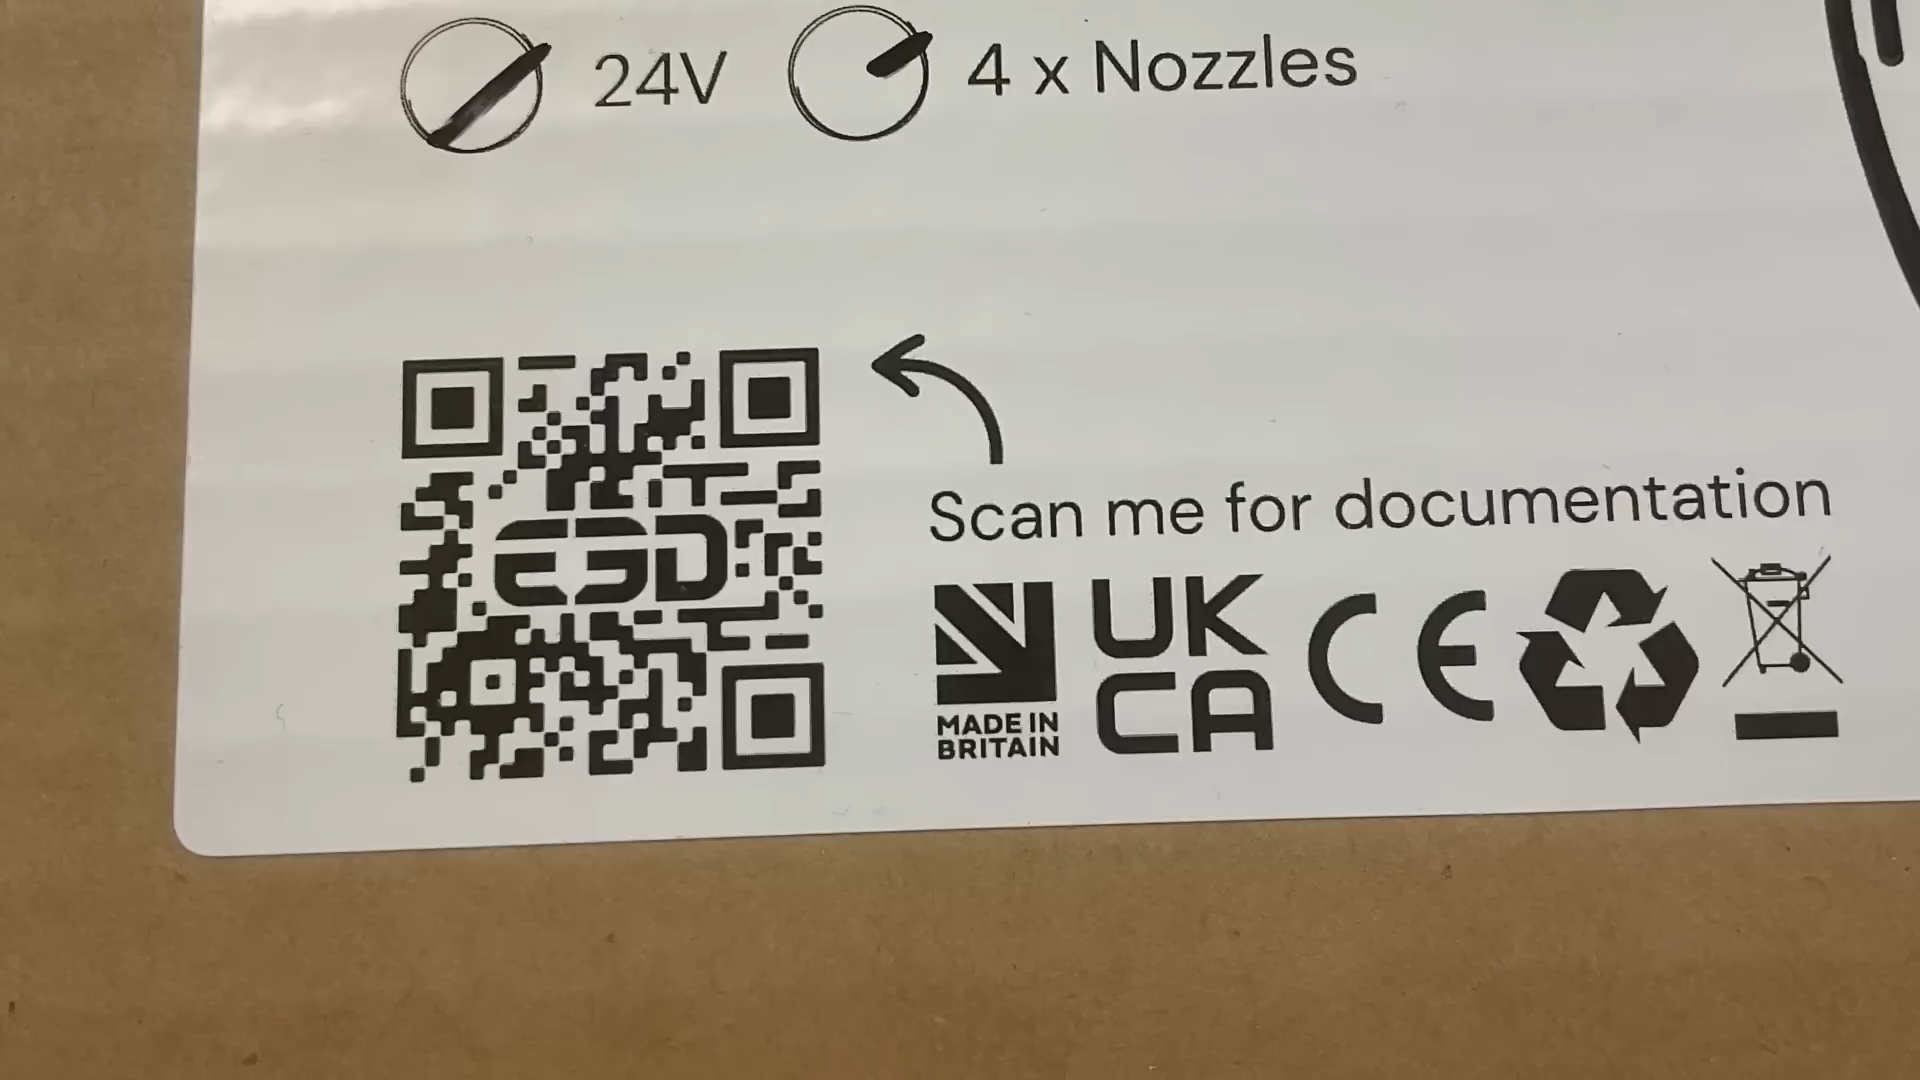 24V
4 x Nozzles
E3D
Scan me for documentation
MADE IN
BRITAIN
UK
CA
CE